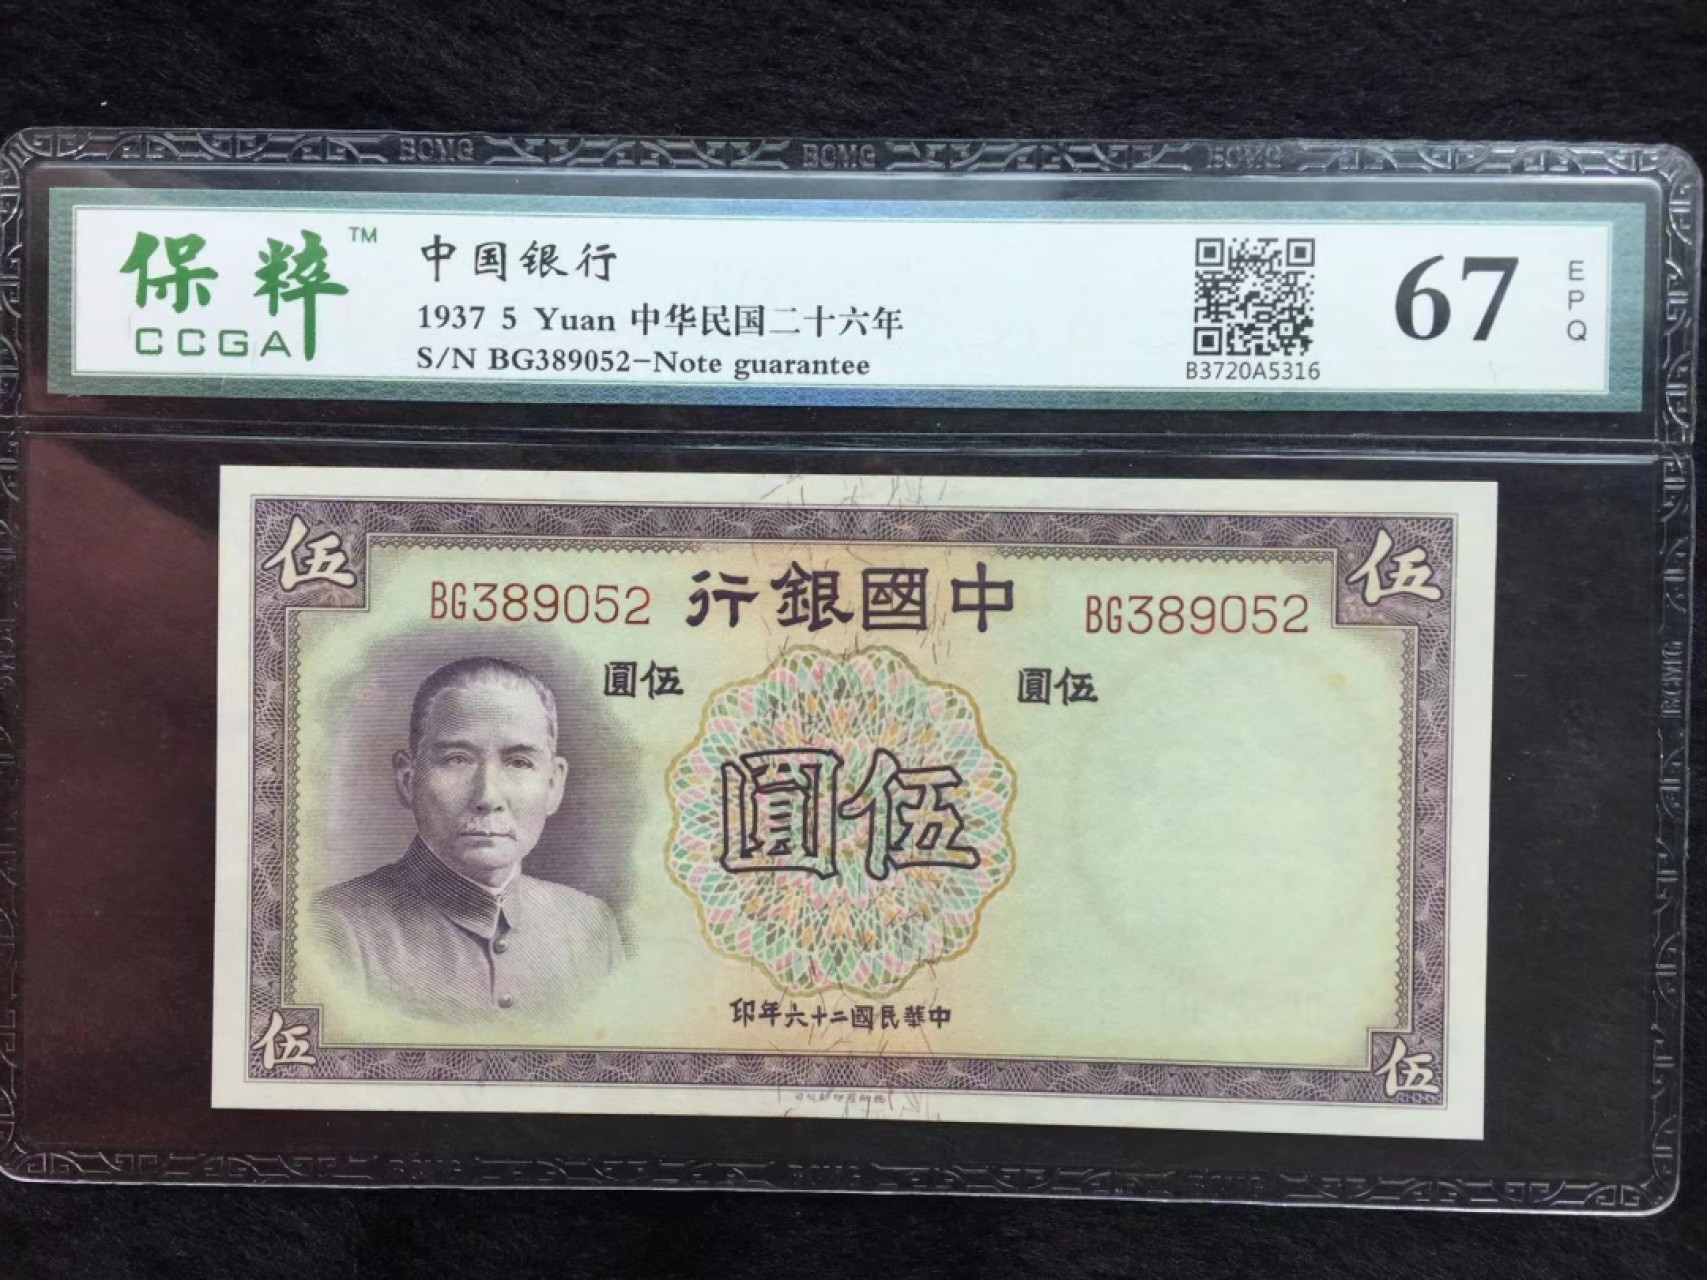 保粹™
CCGA
中国银行
1937 5 Yuan 中华民国二十六年
S/N BG389052-Note guarantee
B3720A5316
67
EPQ
伍
伍
BG389052
中國銀行
BG389052
伍圓
伍圓
伍圓
中華民國二十六年印
伍
伍